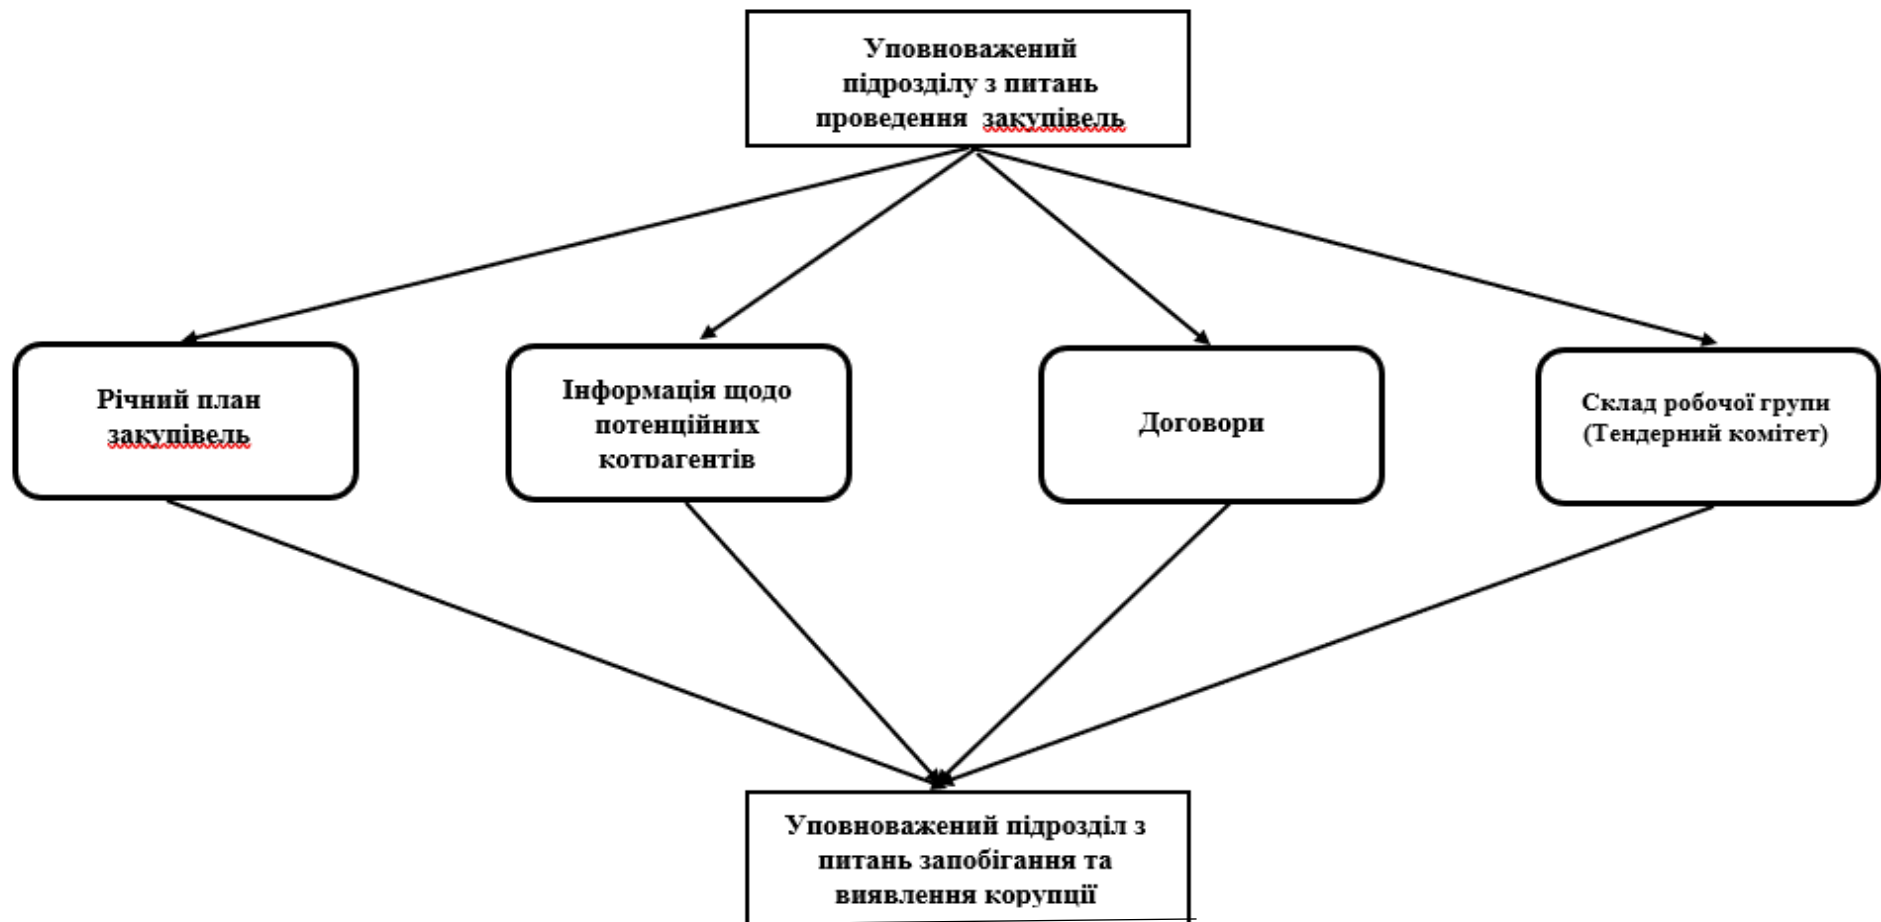 Уповноважений
підрозділу з питань
проведення закупівель
Річний план
закупівель
Інформація щодо
потенційних
котрагентів
Договори
Склад робочої групи
(Тендерний комітет)
Уповноважений підрозділ з
питань запобігання та
виявлення корупції